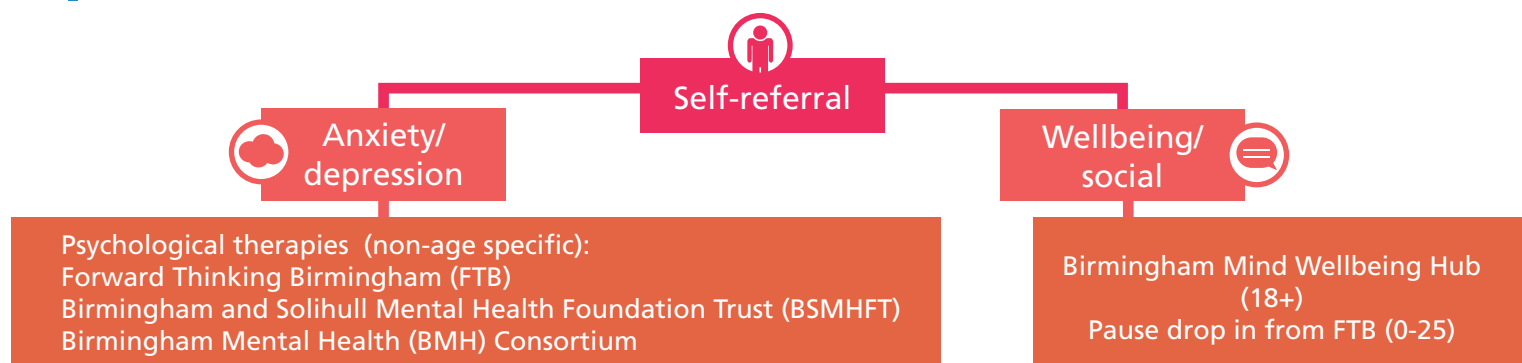 Self-referral
Anxiety/
depression
Wellbeing/
social
Psychological therapies (non-age specific):
Forward Thinking Birmingham (FTB)
Birmingham and Solihull Mental Health Foundation Trust (BSMHFT)
Birmingham Mental Health (BMH) Consortium
Birmingham Mind Wellbeing Hub
(18+)
Pause drop in from FTB (0-25)